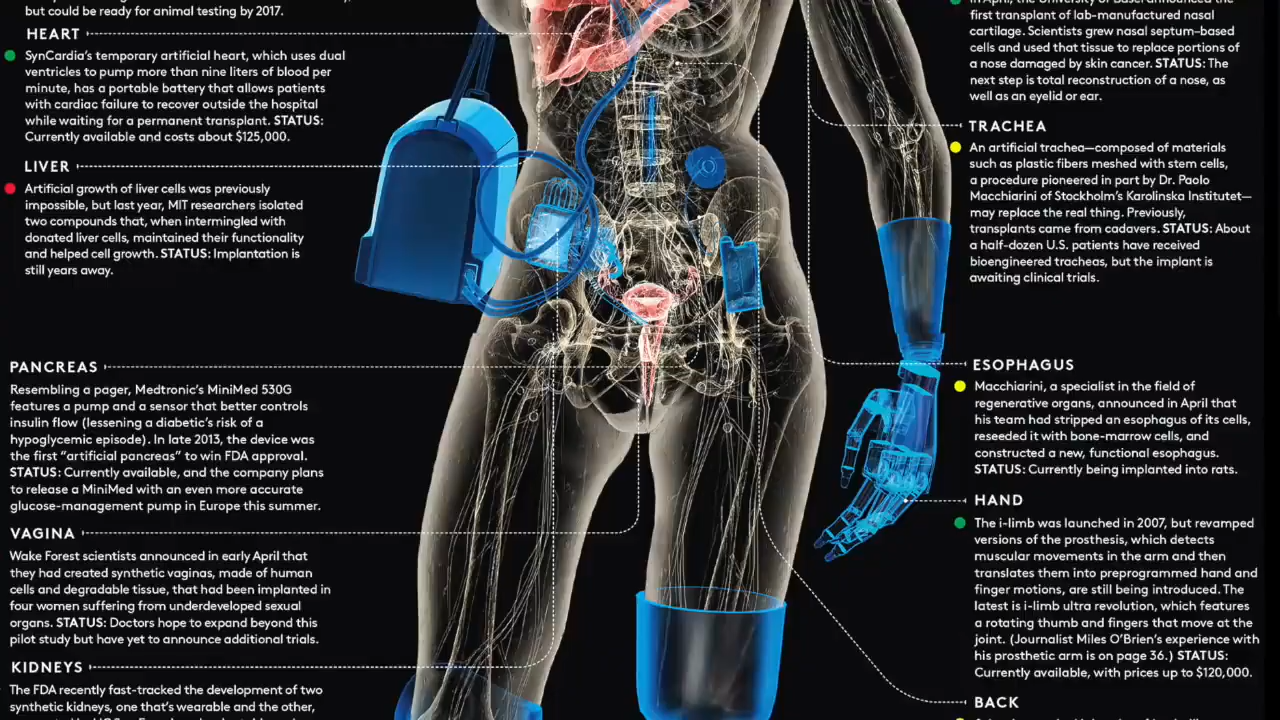 but could be ready for animal testing by 2017.
HEART
SynCardia's temporary artificial heart, which uses dual
ventricles to pump more than nine liters of blood per
minute, has a portable battery that allows patients
with cardiac failure to recover outside the hospital
while waiting for a permanent transplant. STATUS:
Currently available and costs about $125,000.
LIVER
Artificial growth of liver cells was previously
impossible, but last year, MIT researchers isolated
two compounds that, when intermingled with
donated liver cells, maintained their functionality
and helped cell growth. STATUS: Implantation is
still years away.
PANCREAS
Resembling a pager, Medtronic's MiniMed 530G
features a pump and a sensor that better controls
insulin flow (lessening a diabetic's risk of a
hypoglycemic episode). In late 2013, the device was
the first "artificial pancreas" to win FDA approval.
STATUS: Currently available, and the company plans
to release a MiniMed with an even more accurate
glucose-management pump in Europe this summer.
VAGINA
Wake Forest scientists announced in early April that
they had created synthetic vaginas, made of human
cells and degradable tissue, that had been implanted in
four women suffering from underdeveloped sexual
organs. STATUS: Doctors hope to expand beyond this
pilot study but have yet to announce additional trials.
KIDNEYS
The FDA recently fast-tracked the development of two
synthetic kidneys, one that's wearable and the other,
In April, the University of Basel announced the
first transplant of lab-manufactured nasal
cartilage. Scientists grew nasal septum–based
cells and used that tissue to replace portions of
a nose damaged by skin cancer. STATUS: The
next step is total reconstruction of a nose, as
well as an eyelid or ear.
TRACHEA
An artificial trachea—composed of materials
such as plastic fibers meshed with stem cells,
a procedure pioneered in part by Dr. Paolo
Macchiarini of Stockholm's Karolinska Institutet—
may replace the real thing. Previously,
transplants came from cadavers. STATUS: About
a half-dozen U.S. patients have received
bioengineered tracheas, but the implant is
awaiting clinical trials.
ESOPHAGUS
Macchiarini, a specialist in the field of
regenerative organs, announced in April that
his team had stripped an esophagus of its cells,
reseeded it with bone-marrow cells, and
constructed a new, functional esophagus.
STATUS: Currently being implanted into rats.
HAND
The i-limb was launched in 2007, but revamped
versions of the prosthesis, which detects
muscular movements in the arm and then
translates them into preprogrammed hand and
finger motions, are still being introduced. The
latest is i-limb ultra revolution, which features
a rotating thumb and fingers that move at the
joint. (Journalist Miles O'Brien's experience with
his prosthetic arm is on page 36.) STATUS:
Currently available, with prices up to $120,000.
BACK